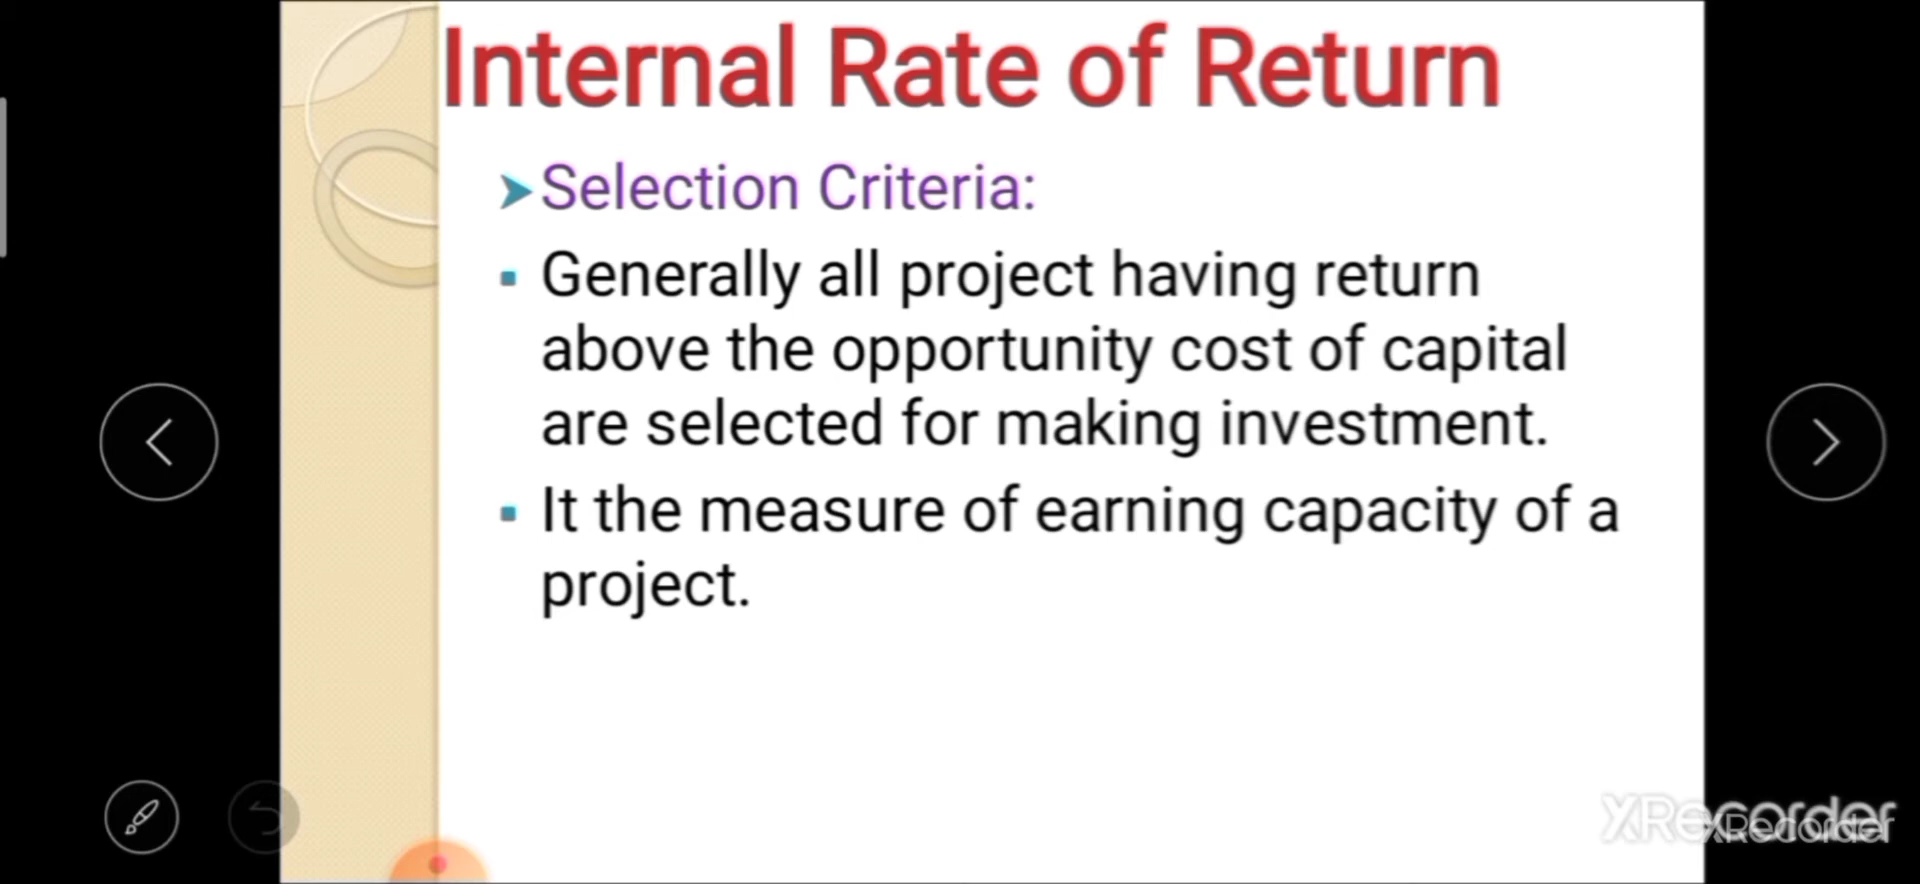 Internal Rate of Return
Selection Criteria:
Generally all project having return
above the opportunity cost of capital
are selected for making investment.
It the measure of earning capacity of a
project.
XRecorder
XRecorder